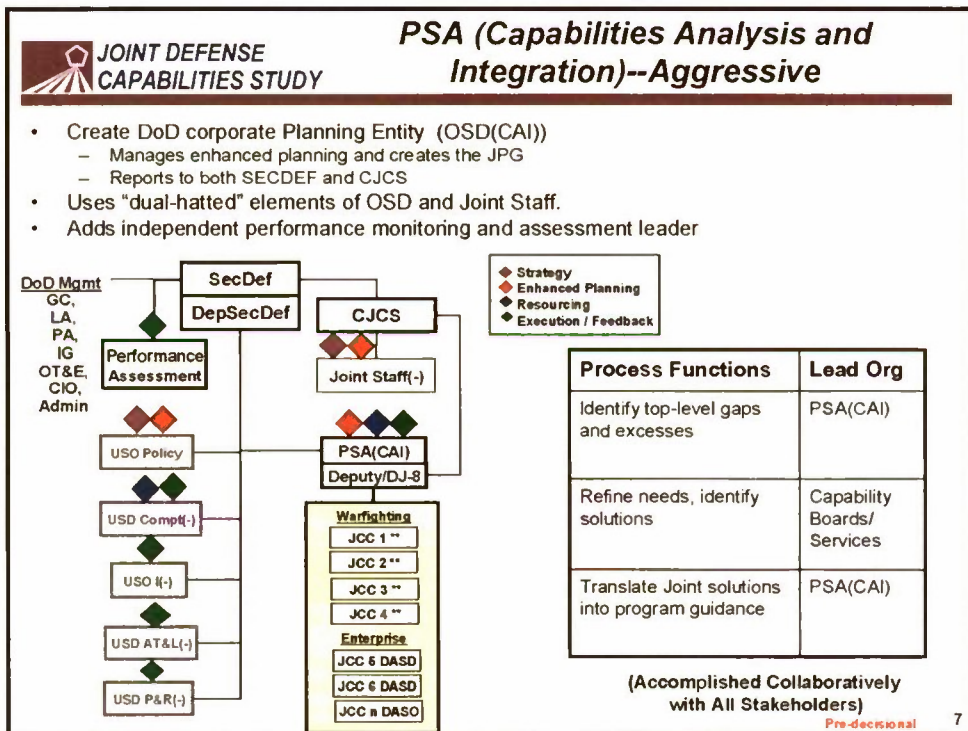 JOINT DEFENSE
CAPABILITIES STUDY
PSA (Capabilities Analysis and
Integration)--Aggressive
• Create DoD corporate Planning Entity (OSD(CAI))
– Manages enhanced planning and creates the JPG
– Reports to both SECDEF and CJCS
• Uses "dual-hatted" elements of OSD and Joint Staff.
• Adds independent performance monitoring and assessment leader
DoD Mgmt
GC,
LA,
PA,
IG
OT&E,
CIO,
Admin
SecDef
DepSecDef
Performance
Assessment
CJCS
Joint Staff(-)
Strategy
Enhanced Planning
Resourcing
Execution / Feedback
USO Policy
USD Compt(-)
USO I(-)
USD AT&L(-)
USD P&R(-)
PSA(CAI)
Deputy/DJ-8
Warfighting
JCC 1 **
JCC 2 **
JCC 3 **
JCC 4 **
Enterprise
JCC 5 DASD
JCC 6 DASD
JCC n DASO
Process Functions Lead Org
Identify top-level gaps PSA(CAI)
and excesses
Refine needs, identify Capability
solutions Boards/
Services
Translate Joint solutions PSA(CAI)
into program guidance
(Accomplished Collaboratively
with All Stakeholders)
Pre-decisional 7